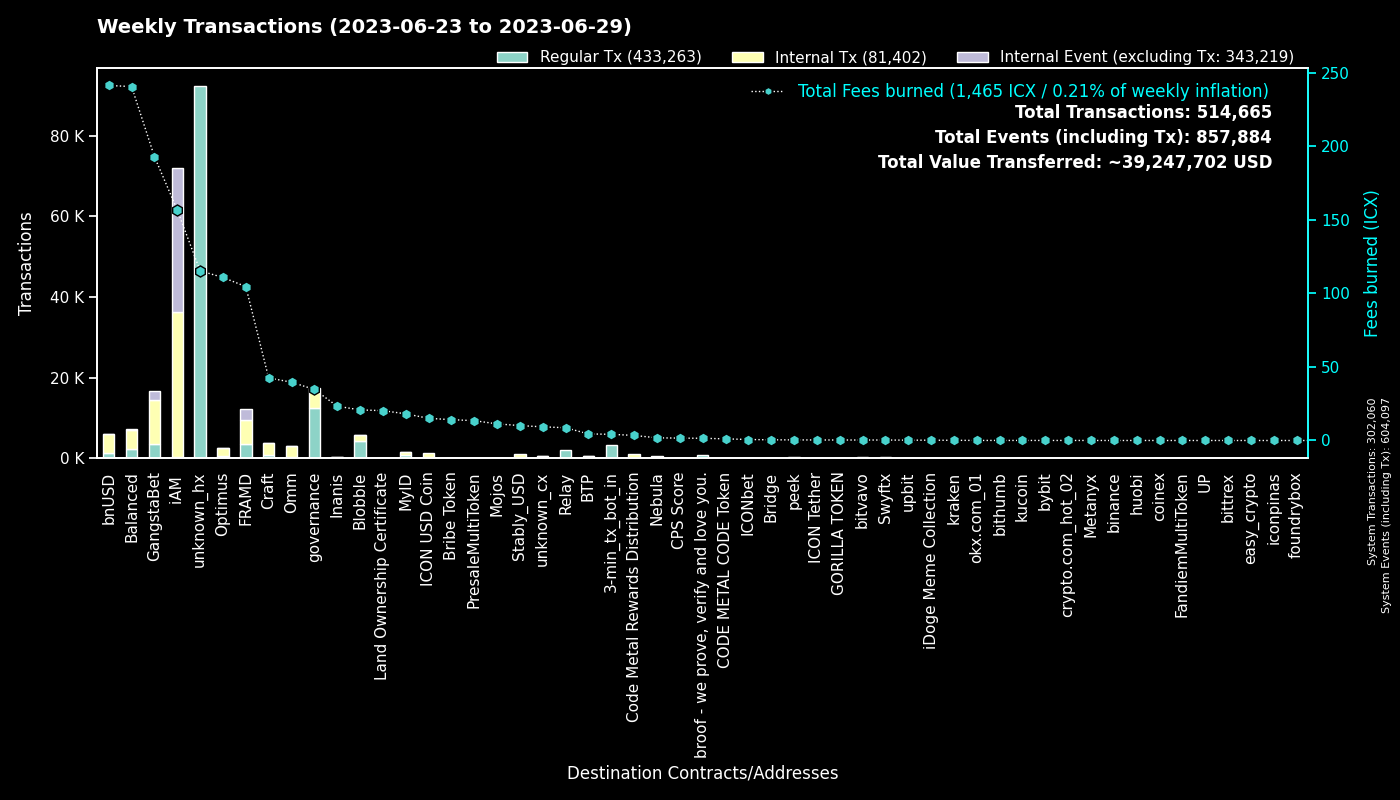 Weekly Transactions (2023-06-23 to 2023-06-29)
Regular Tx (433,263)
Internal Tx (81,402)
Internal Event (excluding Tx: 343,219)
Total Fees burned (1,465 ICX / 0.21% of weekly inflation)
Total Transactions: 514,665
Total Events (including Tx): 857,884
Total Value Transferred: ~39,247,702 USD
Transactions
80 K
60 K
40 K
20 K
0 K
250
200
150
100
50
0
Fees burned (ICX)
System Transactions: 302,060
System Events (including Tx): 604,097
bnUSD
Balanced
GangstaBet
iAM
unknown_hx
Optimus
FRAMD
Craft
Omm
governance
Inanis
Blobble
Land Ownership Certificate
MyID
ICON USD Coin
Bribe Token
PresaleMultiToken
Mojos
Stably_USD
unknown_cx
Relay
BTP
3-min_tx_bot_in
Code Metal Rewards Distribution
Nebula
CPS Score
broof - we prove, verify and love you.
CODE METAL CODE Token
ICONbet
Bridge
peek
ICON Tether
GORILLA TOKEN
bitvavo
Swyftx
upbit
iDoge Meme Collection
kraken
okx.com_01
bithumb
kucoin
bybit
crypto.com_hot_02
Metanyx
binance
huobi
coinex
FandiemMultiToken
UP
bittrex
easy_crypto
iconpinas
foundrybox
Destination Contracts/Addresses